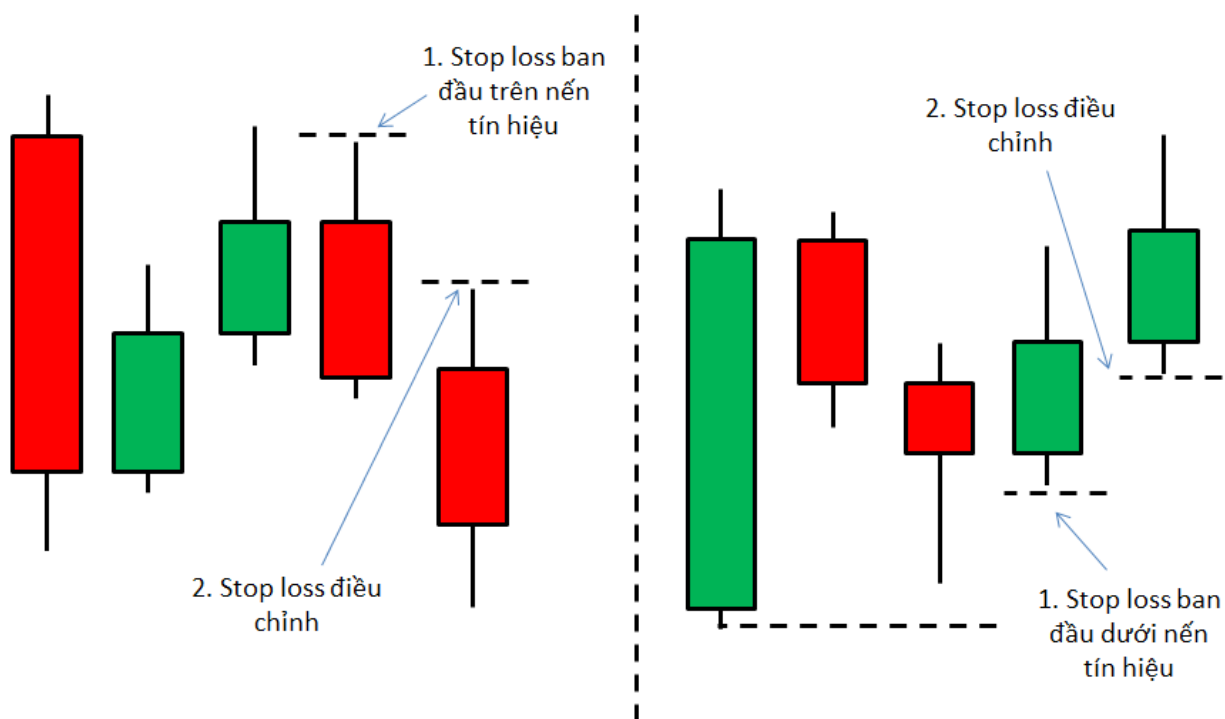 1. Stop loss ban
đầu trên nến
tín hiệu
2. Stop loss điều
chỉnh
2. Stop loss điều
chỉnh
1. Stop loss ban
đầu dưới nến
tín hiệu